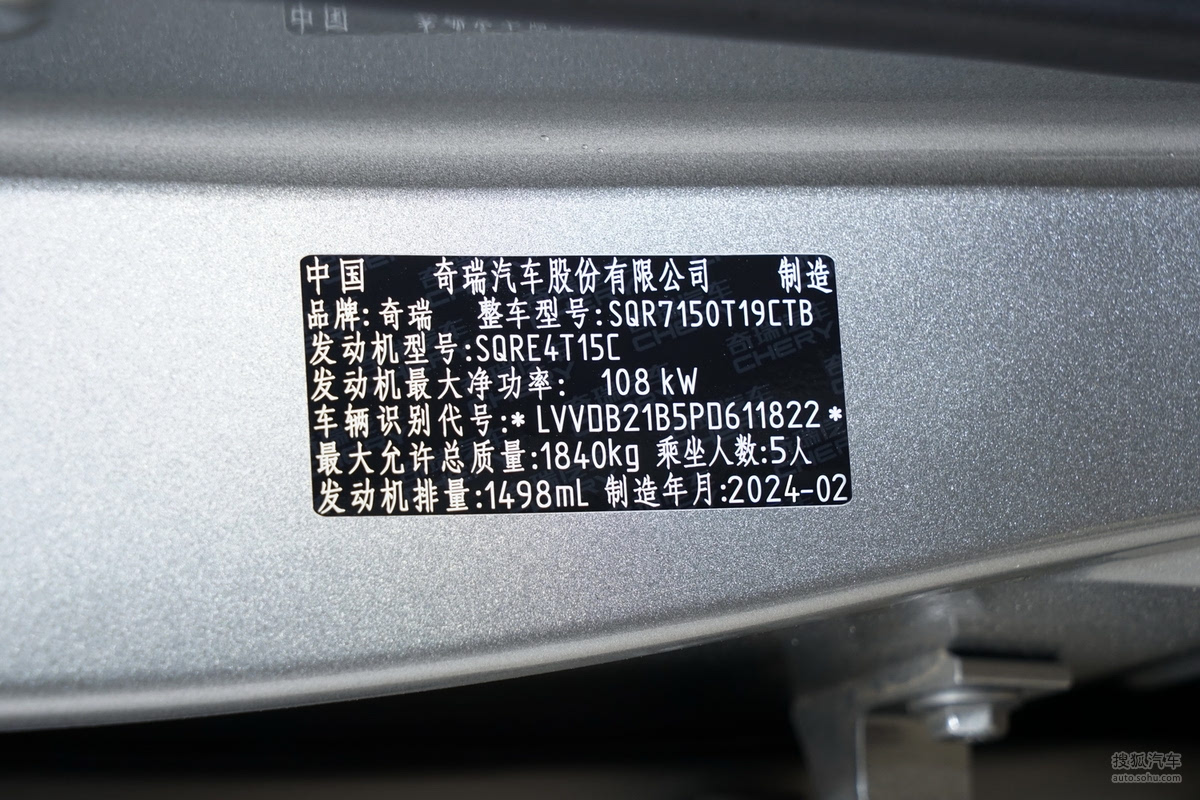 中国 奇瑞汽车股份有限公司 制造
品牌:奇瑞 整车型号:SQR7150T19CTB
发动机型号:SQRE4T15C
发动机最大净功率: 108 kW
车辆识别代号:*LVVDB21B5PD611822*
最大允许总质量:1840kg 乘坐人数:5人
发动机排量:1498mL 制造年月:2024-02
搜狐汽车
auto.sohu.com